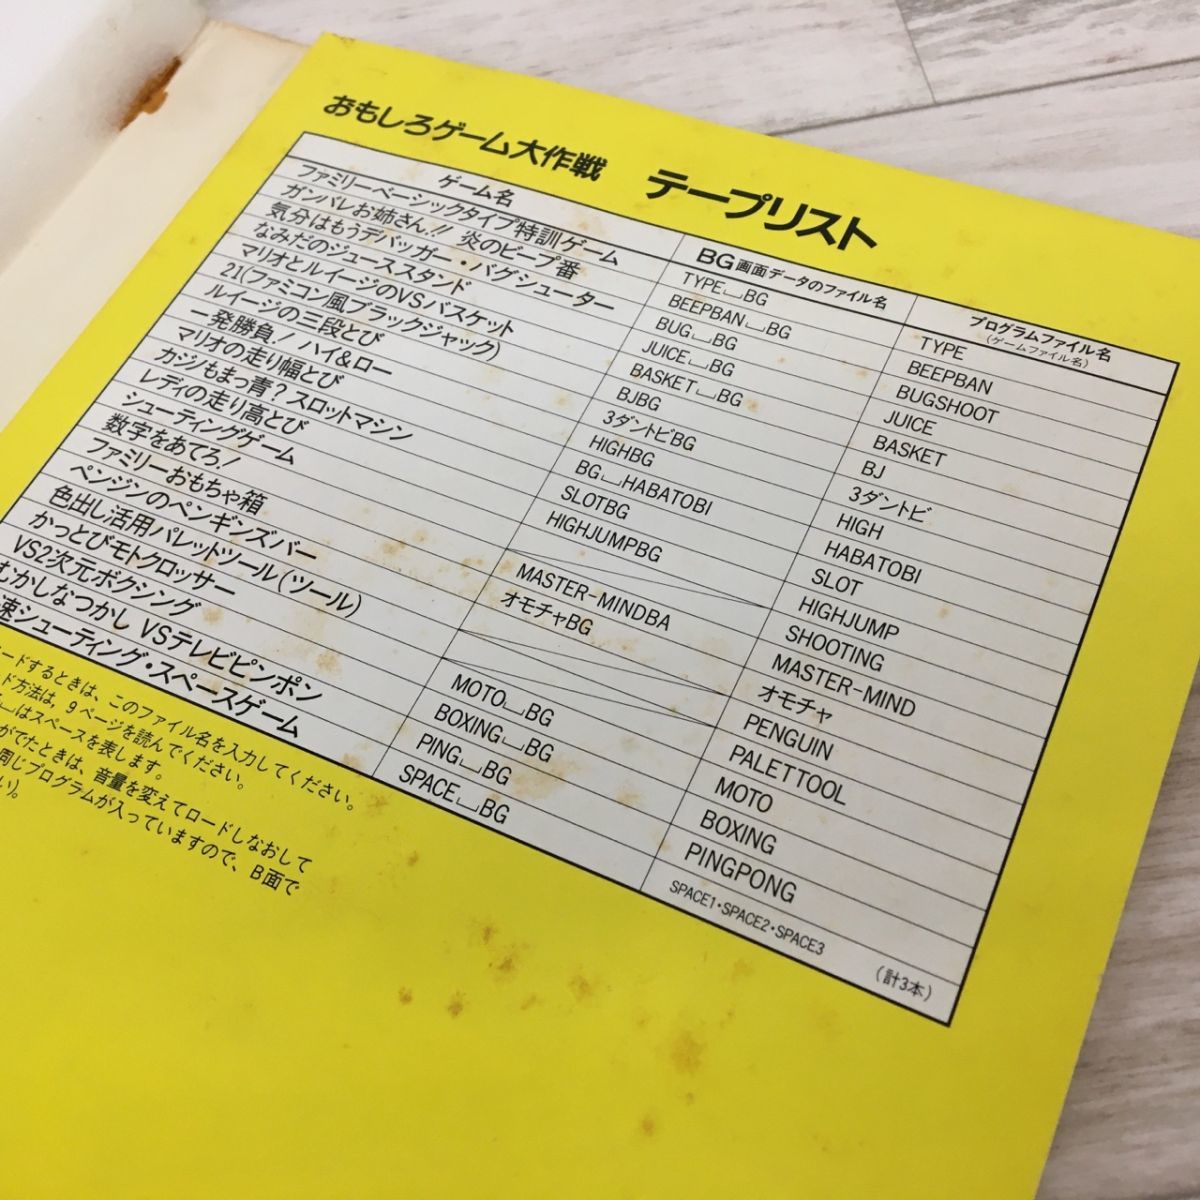 おもしろゲーム大作戦 テープリスト
ゲーム名 BG画面データのファイル名 プログラムファイル名
(ゲームファイル名)
ファミリーベーシックタイプ特訓ゲーム TYPE␣BG TYPE
ガンバレお姉さん!! 炎のビープ番 BEEPBAN␣BG BEEPBAN
気分はもうデバッガー・バグシューター BUG␣BG BUGSHOOT
なみだのジューススタンド JUICE␣BG JUICE
マリオとルイージのVSバスケット BASKET␣BG BASKET
21(ファミコン風ブラックジャック) BJBG BJ
ルイージの三段とび 3ダントビBG 3ダントビ
一発勝負! ハイ&ロー HIGHBG HIGH
マリオの走り幅とび BG␣HABATOBI HABATOBI
カジノもまっ青? スロットマシン SLOTBG SLOT
レディの走り高とび HIGHJUMPBG HIGHJUMP
シューティングゲーム SHOOTING
数字をあてろ! MASTER-MINDBA MASTER-MIND
ファミリーおもちゃ箱 オモチャBG オモチャ
ペンジンのペンギンズバー PENGUIN
色出し活用パレットツール(ツール) PALETTOOL
かっとびモトクロッサー MOTO␣BG MOTO
VS2次元ボクシング BOXING␣BG BOXING
むかしなつかし VSテレビピンポン PING␣BG PINGPONG
速シューティング・スペースゲーム SPACE␣BG SPACE1・SPACE2・SPACE3
(計3本)
ードするときは、このファイル名を入力してください。
ド方法は、9ページを読んでください。
␣はスペースを表します。
がでたときは、音量を変えてロードしなおして
同じプログラムが入っていますので、B面で
い)。